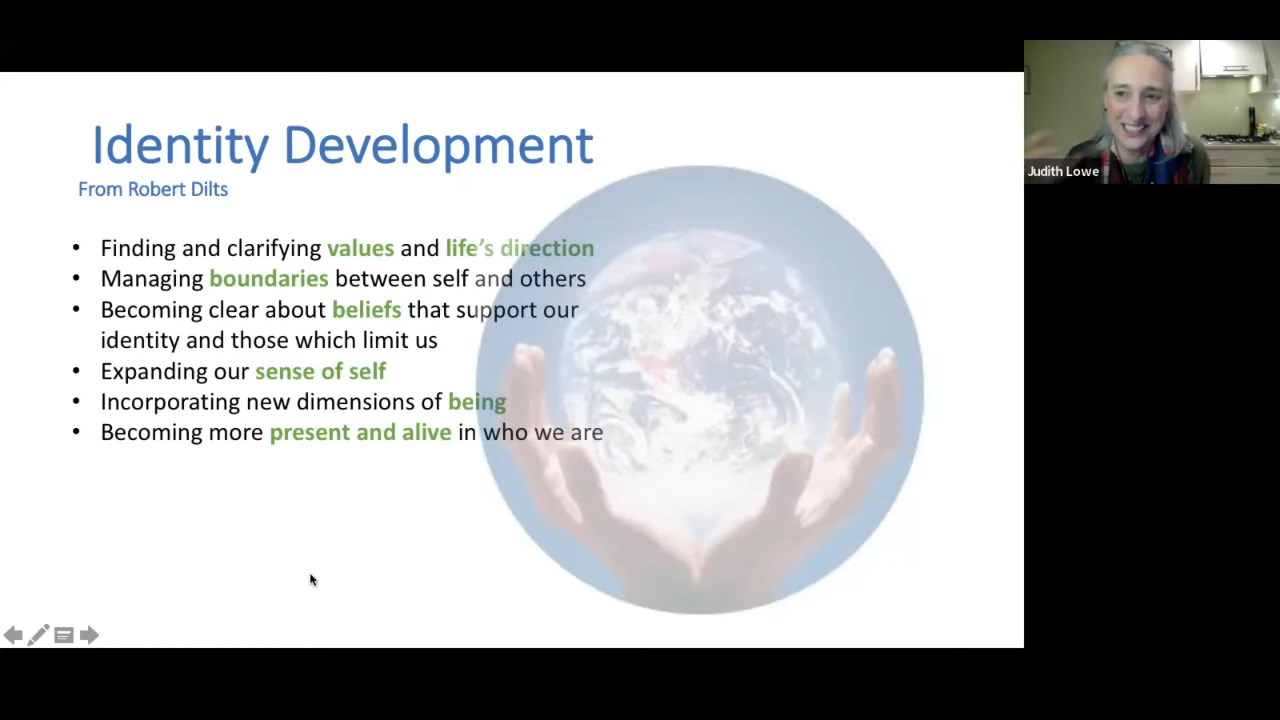 Identity Development
From Robert Dilts
• Finding and clarifying values and life’s direction
• Managing boundaries between self and others
• Becoming clear about beliefs that support our
identity and those which limit us
• Expanding our sense of self
• Incorporating new dimensions of being
• Becoming more present and alive in who we are
Judith Lowe